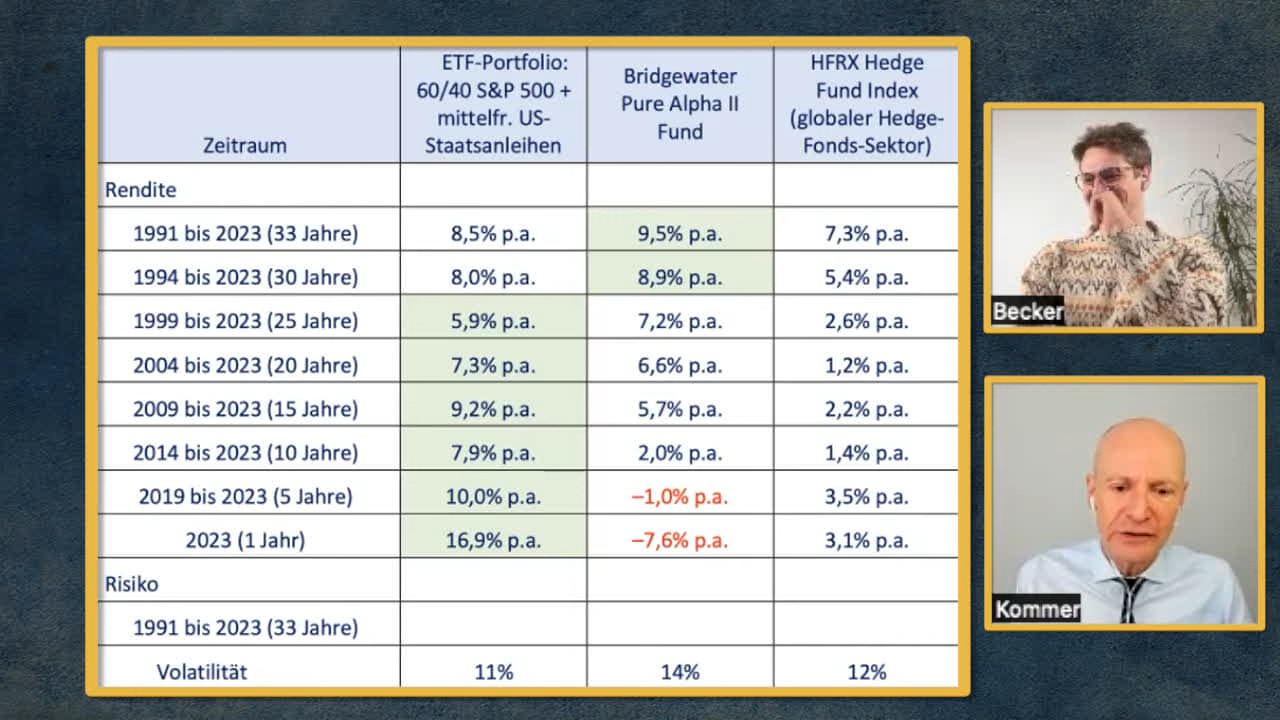 Zeitraum
ETF-Portfolio:
60/40 S&P 500 +
mittelfr. US-
Staatsanleihen
Bridgewater
Pure Alpha II
Fund
HFRX Hedge
Fund Index
(globaler Hedge-
Fonds-Sektor)
Rendite
1991 bis 2023 (33 Jahre) 8,5% p.a. 9,5% p.a. 7,3% p.a.
1994 bis 2023 (30 Jahre) 8,0% p.a. 8,9% p.a. 5,4% p.a.
1999 bis 2023 (25 Jahre) 5,9% p.a. 7,2% p.a. 2,6% p.a.
2004 bis 2023 (20 Jahre) 7,3% p.a. 6,6% p.a. 1,2% p.a.
2009 bis 2023 (15 Jahre) 9,2% p.a. 5,7% p.a. 2,2% p.a.
2014 bis 2023 (10 Jahre) 7,9% p.a. 2,0% p.a. 1,4% p.a.
2019 bis 2023 (5 Jahre) 10,0% p.a. –1,0% p.a. 3,5% p.a.
2023 (1 Jahr) 16,9% p.a. –7,6% p.a. 3,1% p.a.
Risiko
1991 bis 2023 (33 Jahre)
Volatilität 11% 14% 12%
Becker
Kommer